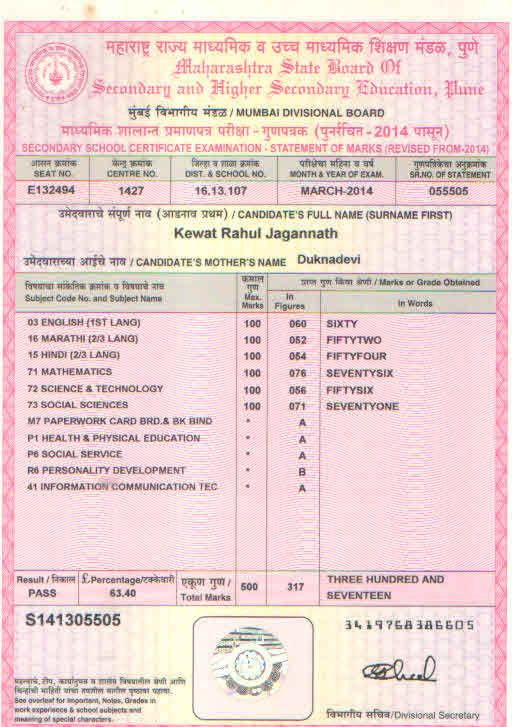 महाराष्ट्र राज्य माध्यमिक व उच्च माध्यमिक शिक्षण मंडळ, पुणे
Maharashtra State Board Of
Secondary and Higher Secondary Education, Pune
मुंबई विभागीय मंडळ / MUMBAI DIVISIONAL BOARD
माध्यमिक शालान्त प्रमाणपत्र परीक्षा - गुणपत्रक (पुनर्रचित - 2014 पासून)
SECONDARY SCHOOL CERTIFICATE EXAMINATION - STATEMENT OF MARKS (REVISED FROM-2014)
आसन क्रमांक केन्द्र क्रमांक जिल्हा व शाळा क्रमांक परीक्षेचा महिना व वर्ष गुणपत्रिकेचा अनुक्रमांक
SEAT NO. CENTRE NO. DIST. & SCHOOL NO. MONTH & YEAR OF EXAM. SR.NO. OF STATEMENT
E132494 1427 16.13.107 MARCH-2014 055505
उमेदवाराचे संपूर्ण नाव (आडनाव प्रथम) / CANDIDATE'S FULL NAME (SURNAME FIRST)
Kewat Rahul Jagannath
उमेदवाराच्या आईचे नाव / CANDIDATE'S MOTHER'S NAME Duknadevi
विषयाचा सांकेतिक क्रमांक व विषयाचे नाव
Subject Code No. and Subject Name
कमाल
गुण
Max.
Marks
प्राप्त गुण किंवा श्रेणी / Marks or Grade Obtained
In
Figures
In Words
03 ENGLISH (1ST LANG) 100 060 SIXTY
16 MARATHI (2/3 LANG) 100 052 FIFTYTWO
15 HINDI (2/3 LANG) 100 054 FIFTYFOUR
71 MATHEMATICS 100 076 SEVENTYSIX
72 SCIENCE & TECHNOLOGY 100 056 FIFTYSIX
73 SOCIAL SCIENCES 100 071 SEVENTYONE
M7 PAPERWORK CARD BRD.& BK BIND * A
P1 HEALTH & PHYSICAL EDUCATION * A
P6 SOCIAL SERVICE * A
R6 PERSONALITY DEVELOPMENT * B
41 INFORMATION COMMUNICATION TEC * A
Result / निकाल £ Percentage/टक्केवारी एकूण गुण / 500 317 THREE HUNDRED AND
PASS 63.40 Total Marks SEVENTEEN
S141305505
3419768386605
महत्वाचे, टीप, कार्यानुभव व शालेय विषयातील श्रेणी आणि
चिन्हांची माहिती यांचा तपशील मागील पृष्ठावर पहावा.
See overleaf for Important, Notes, Grades in
work experience & school subjects and
meaning of special characters.
विभागीय सचिव/Divisional Secretary